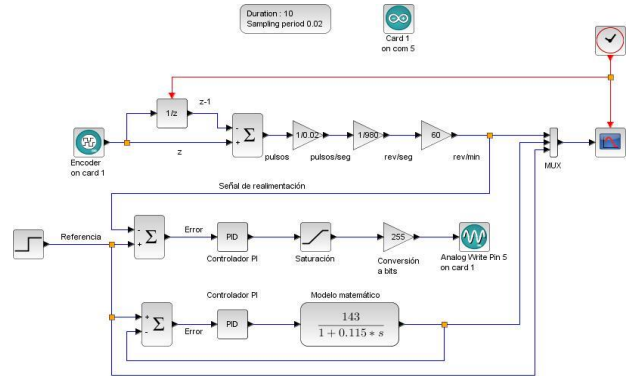 Duration : 10
Sampling period 0.02
Card 1
on com 5
1/z
z-1
z
Encoder
on card 1
-
+
Σ
pulsos
1/0.02
pulsos/seg
1/980
rev/seg
60
rev/min
MUX
Señal de realimentación
Referencia
-
+
Σ
Error
PID
Controlador PI
Saturación
255
Conversión
a bits
Analog Write Pin 5
on card 1
+
-
Σ
Error
Controlador PI
PID
Modelo matemático
143
1 + 0.115 * s